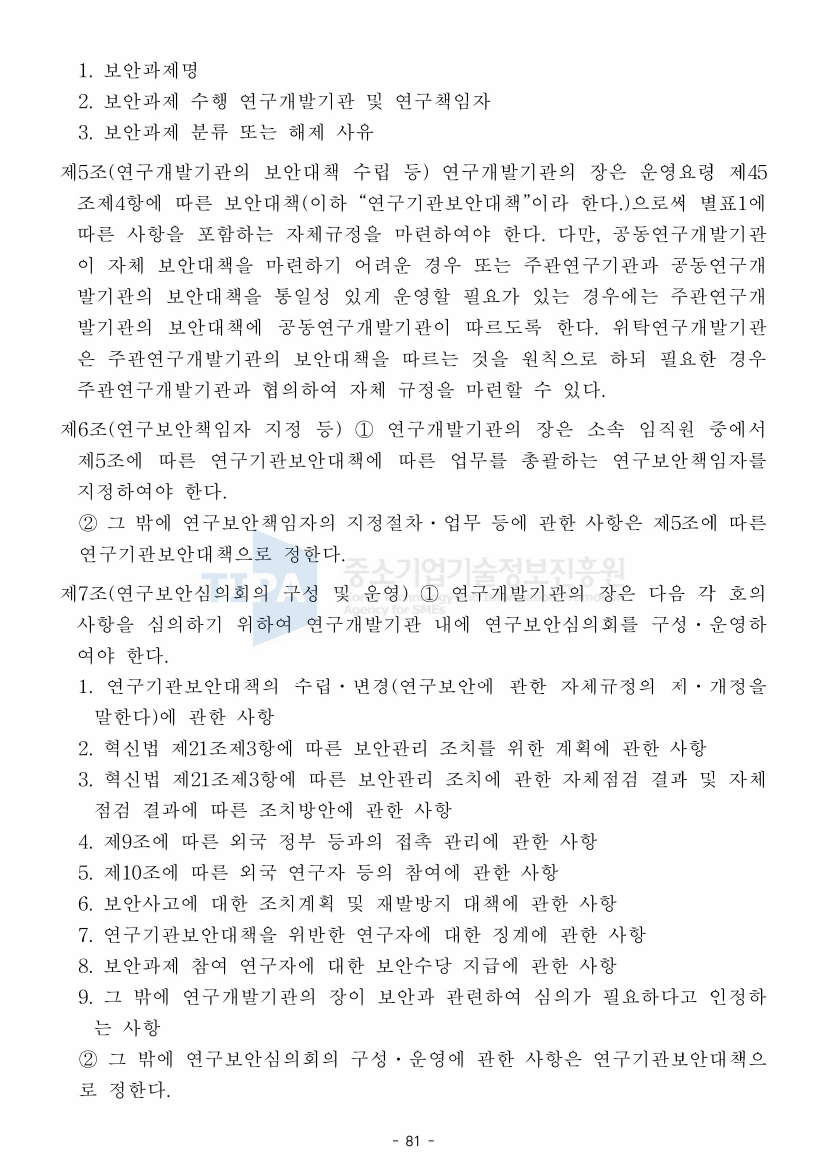 1. 보안과제명
2. 보안과제 수행 연구개발기관 및 연구책임자
3. 보안과제 분류 또는 해제 사유
제5조(연구개발기관의 보안대책 수립 등) 연구개발기관의 장은 운영요령 제45
조제4항에 따른 보안대책(이하 “연구기관보안대책”이라 한다.)으로써 별표1에
따른 사항을 포함하는 자체규정을 마련하여야 한다. 다만, 공동연구개발기관
이 자체 보안대책을 마련하기 어려운 경우 또는 주관연구기관과 공동연구개
발기관의 보안대책을 통일성 있게 운영할 필요가 있는 경우에는 주관연구개
발기관의 보안대책에 공동연구개발기관이 따르도록 한다. 위탁연구개발기관
은 주관연구개발기관의 보안대책을 따르는 것을 원칙으로 하되 필요한 경우
주관연구개발기관과 협의하여 자체 규정을 마련할 수 있다.
제6조(연구보안책임자 지정 등) ① 연구개발기관의 장은 소속 임직원 중에서
제5조에 따른 연구기관보안대책에 따른 업무를 총괄하는 연구보안책임자를
지정하여야 한다.
② 그 밖에 연구보안책임자의 지정절차・업무 등에 관한 사항은 제5조에 따른
연구기관보안대책으로 정한다.
TIPA 중소기업기술정보진흥원
Agency for SMEs
제7조(연구보안심의회의 구성 및 운영) ① 연구개발기관의 장은 다음 각 호의
사항을 심의하기 위하여 연구개발기관 내에 연구보안심의회를 구성・운영하
여야 한다.
1. 연구기관보안대책의 수립・변경(연구보안에 관한 자체규정의 제・개정을
말한다)에 관한 사항
2. 혁신법 제21조제3항에 따른 보안관리 조치를 위한 계획에 관한 사항
3. 혁신법 제21조제3항에 따른 보안관리 조치에 관한 자체점검 결과 및 자체
점검 결과에 따른 조치방안에 관한 사항
4. 제9조에 따른 외국 정부 등과의 접촉 관리에 관한 사항
5. 제10조에 따른 외국 연구자 등의 참여에 관한 사항
6. 보안사고에 대한 조치계획 및 재발방지 대책에 관한 사항
7. 연구기관보안대책을 위반한 연구자에 대한 징계에 관한 사항
8. 보안과제 참여 연구자에 대한 보안수당 지급에 관한 사항
9. 그 밖에 연구개발기관의 장이 보안과 관련하여 심의가 필요하다고 인정하
는 사항
② 그 밖에 연구보안심의회의 구성・운영에 관한 사항은 연구기관보안대책으
로 정한다.
- 81 -